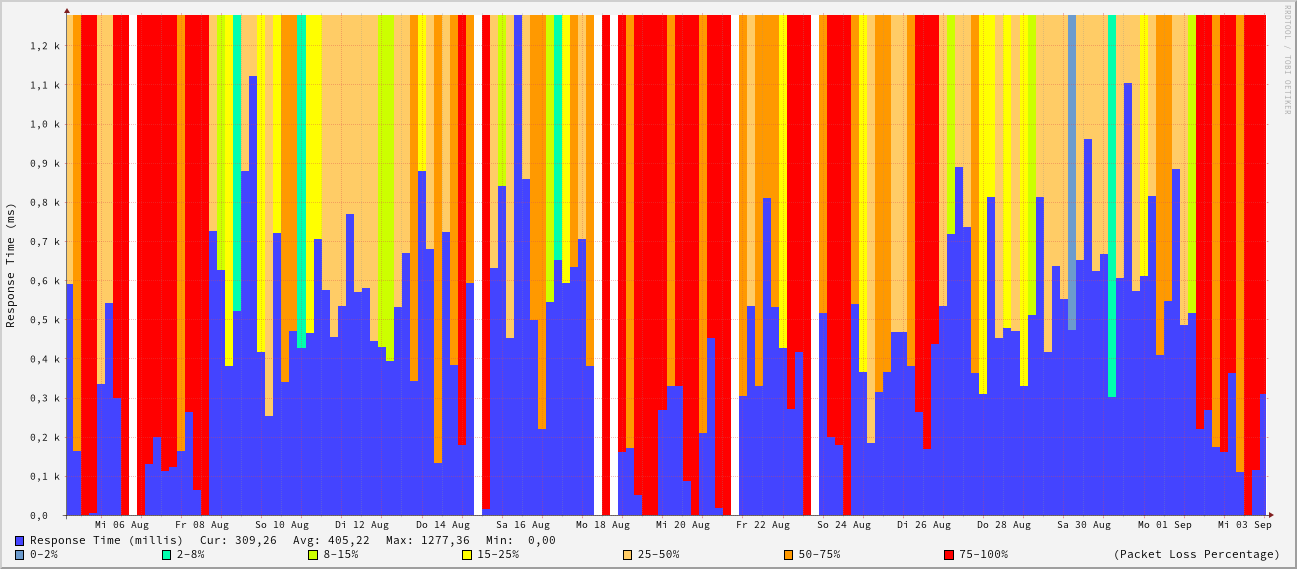 RRDTOOL / TOBI OETIKER
Response Time (ms)
1,2 k
1,1 k
1,0 k
0,9 k
0,8 k
0,7 k
0,6 k
0,5 k
0,4 k
0,3 k
0,2 k
0,1 k
0,0
Mi 06 Aug Fr 08 Aug So 10 Aug Di 12 Aug Do 14 Aug Sa 16 Aug Mo 18 Aug Mi 20 Aug Fr 22 Aug So 24 Aug Di 26 Aug Do 28 Aug Sa 30 Aug Mo 01 Sep Mi 03 Sep
Response Time (millis) Cur: 309,26 Avg: 405,22 Max: 1277,36 Min: 0,00
0-2% 2-8% 8-15% 15-25% 25-50% 50-75% 75-100% (Packet Loss Percentage)